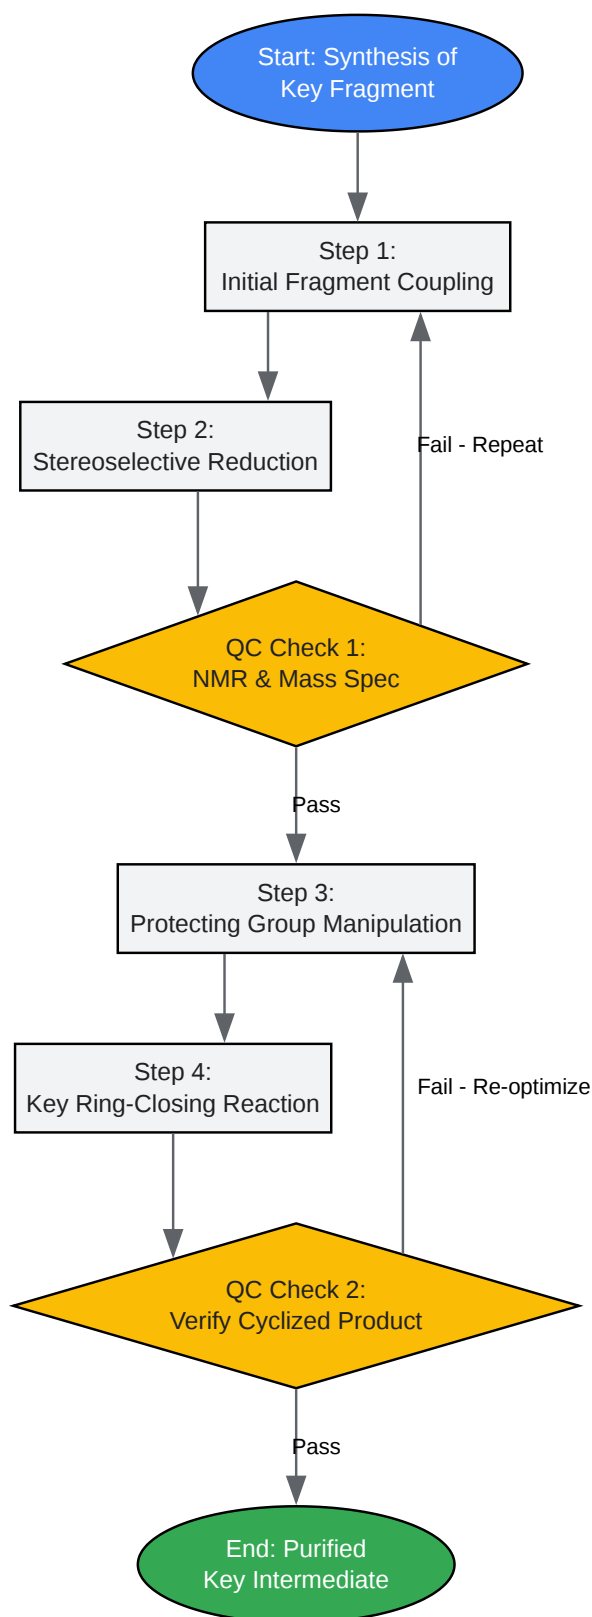 Start: Synthesis of
Key Fragment
Step 1:
Initial Fragment Coupling
Step 2:
Stereoselective Reduction
Fail - Repeat
QC Check 1:
NMR & Mass Spec
Pass
Step 3:
Protecting Group Manipulation
Step 4:
Key Ring-Closing Reaction
Fail - Re-optimize
QC Check 2:
Verify Cyclized Product
Pass
End: Purified
Key Intermediate